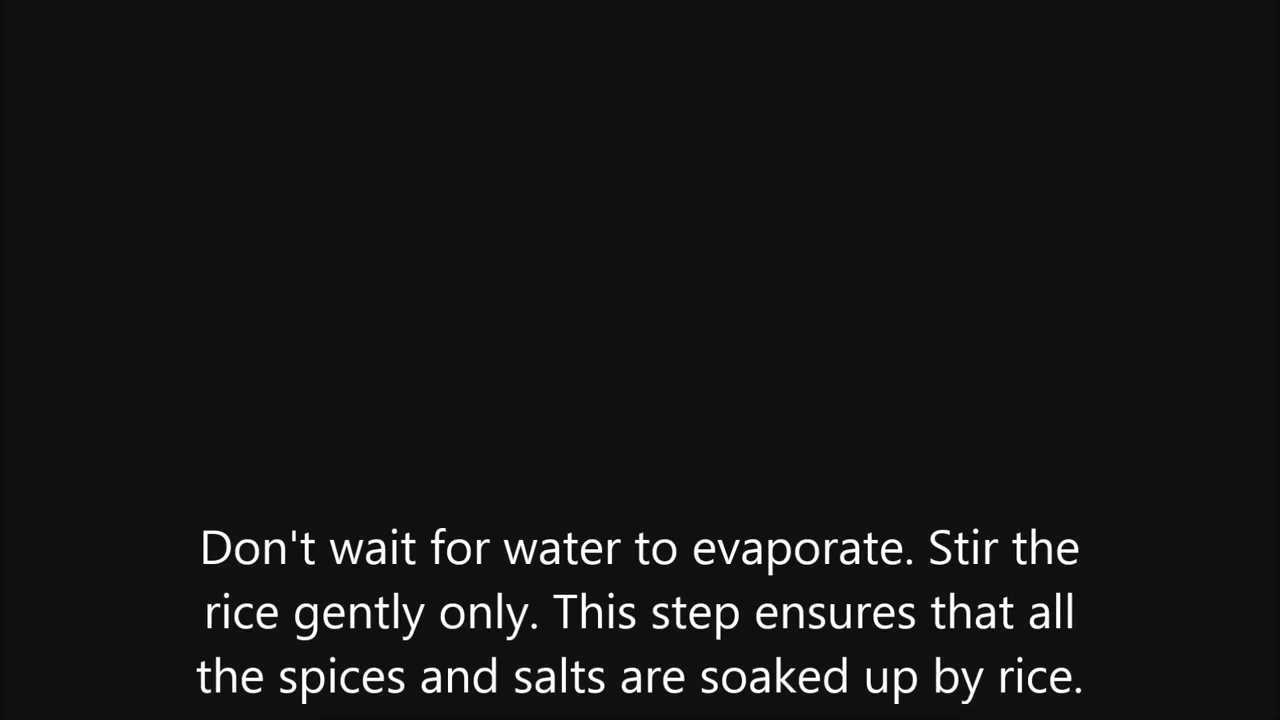 Don't wait for water to evaporate. Stir the
rice gently only. This step ensures that all
the spices and salts are soaked up by rice.